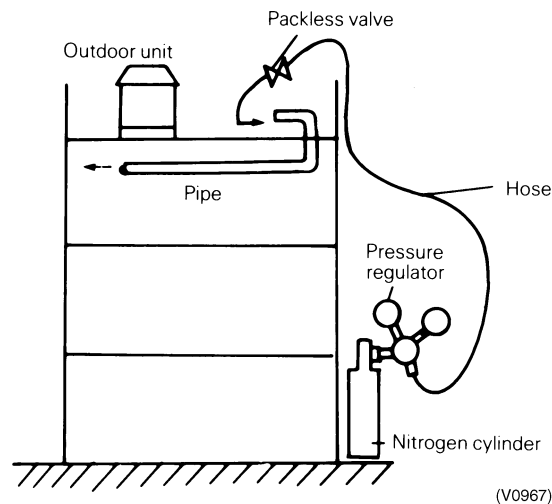 Packless valve
Outdoor unit
Pipe
Hose
Pressure
regulator
Nitrogen cylinder
(V0967)